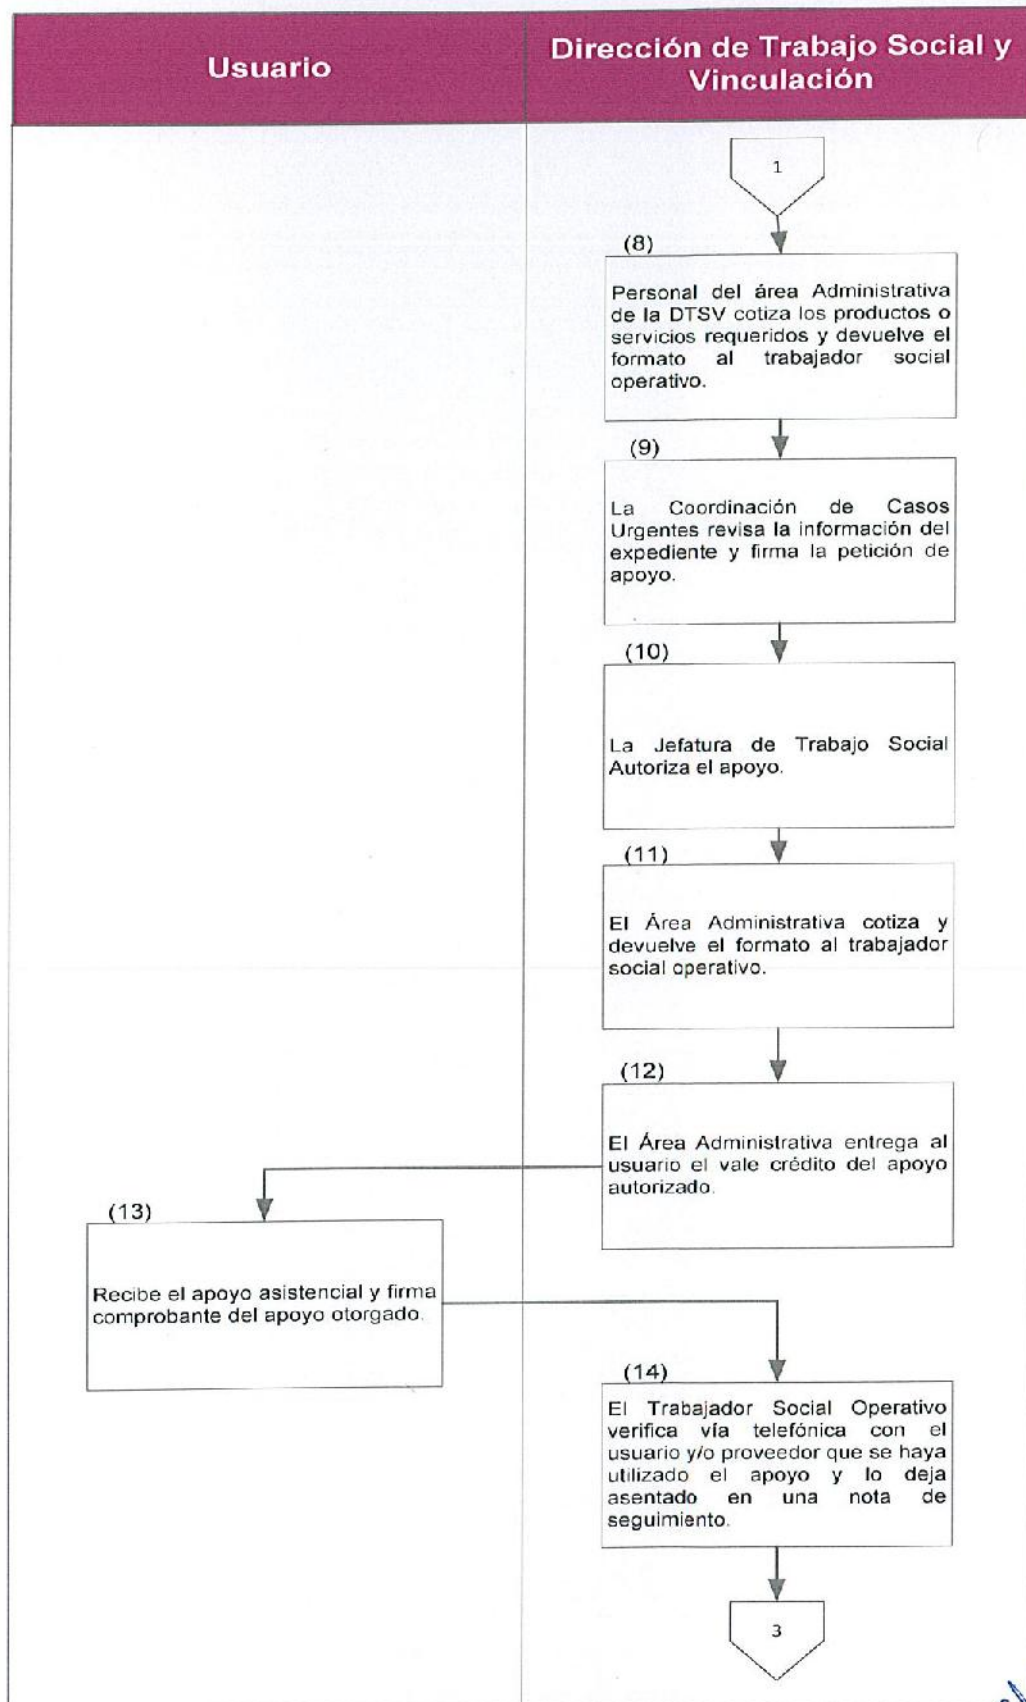 Usuario
Dirección de Trabajo Social y
Vinculación
1
(8)
Personal del área Administrativa
de la DTSV cotiza los productos o
servicios requeridos y devuelve el
formato al trabajador social
operativo.
(9)
La Coordinación de Casos
Urgentes revisa la información del
expediente y firma la petición de
apoyo.
(10)
La Jefatura de Trabajo Social
Autoriza el apoyo.
(11)
El Área Administrativa cotiza y
devuelve el formato al trabajador
social operativo.
(12)
El Área Administrativa entrega al
usuario el vale crédito del apoyo
autorizado.
(13)
Recibe el apoyo asistencial y firma
comprobante del apoyo otorgado.
(14)
El Trabajador Social Operativo
verifica vía telefónica con el
usuario y/o proveedor que se haya
utilizado el apoyo y lo deja
asentado en una nota de
seguimiento.
3